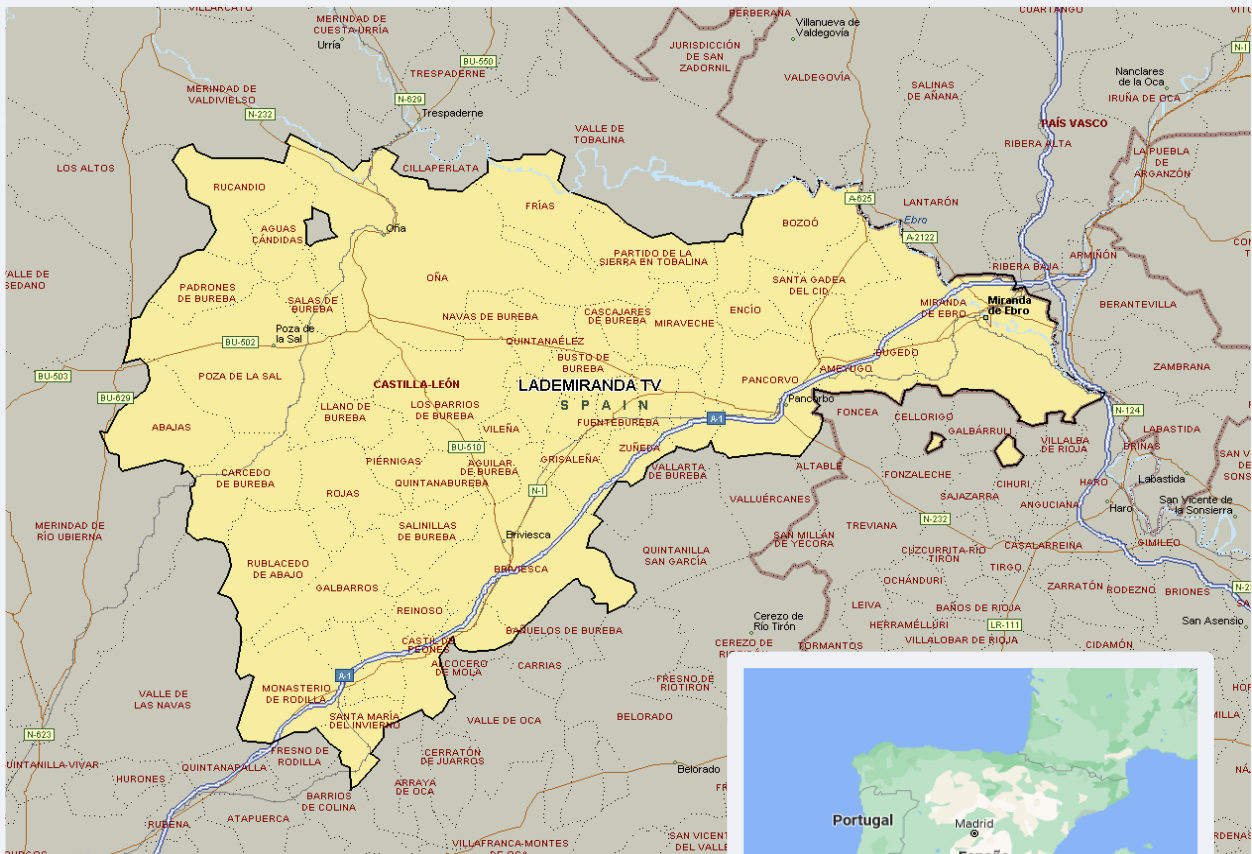 VILLARCAYO
MERINDAD DE
CUESTA-URRÍA
Urría
BERBERANA
Villanueva de
Valdegovía
CUARTANGO
JURISDICCIÓN
DE SAN
ZADORNIL
N-I
BU-550
TRESPADERNE
VALDEGOVÍA
Nanclares
de la Oca
SALINAS
DE AÑANA
IRUÑA DE OCA
MERINDAD DE
VALDIVIELSO
N-629
N-232
Trespaderne
VALLE DE
TOBALINA
PAÍS VASCO
RIBERA ALTA
LOS ALTOS
CILLAPERLATA
LA PUEBLA
DE
ARGANZÓN
RUCANDIO
FRÍAS
A-625
LANTARÓN
BOZOÓ
Ebro
AGUAS
CÁNDIDAS
Oña
A-2122
PARTIDO DE LA
SIERRA EN TOBALINA
ARMIÑÓN
RIBERA BAJA
VALLE DE
SEDANO
OÑA
SANTA GADEA
DEL CID
PADRONES
DE BUREBA
SALAS DE
BUREBA
MIRANDA
DE EBRO
Miranda
de Ebro
BERANTEVILLA
NAVAS DE BUREBA
CASCAJARES
DE BUREBA
MIRAVECHE
ENCÍO
Poza de
la Sal
BU-502
QUINTANAÉLEZ
BUSTO DE
BUREBA
BUGEDO
AMEYUGO
ZAMBRANA
BU-503
POZA DE LA SAL
CASTILLA-LEÓN
LADEMIRANDA TV
SPAIN
PANCORVO
BU-629
Pancorbo
LLANO DE
BUREBA
LOS BARRIOS
DE BUREBA
FONCEA
CELLORIGO
N-124
ABAJAS
VILEÑA
FUENTEBUREBA
A-1
GALBÁRRULI
LABASTIDA
BU-510
ZUÑEDA
VILLALBA
DE RIOJA
BRIÑAS
PIÉRNIGAS
AGUILAR
DE BUREBA
GRISALEÑA
VALLARTA
DE BUREBA
ALTABLE
FONZALECHE
CARCEDO
DE BUREBA
QUINTANABUREBA
CIHURI
HARO
Labastida
ROJAS
N-I
VALLUÉRCANES
SAJAZARRA
ANGUCIANA
Haro
San Vicente de
la Sonsierra
MERINDAD DE
RÍO UBIERNA
SALINILLAS
DE BUREBA
Briviesca
TREVIANA
N-232
SAN MILLÁN
DE YÉCORA
CUZCURRITA-RÍO
TIRÓN
CASALARREINA
GIMILEO
QUINTANILLA
SAN GARCÍA
RUBLACEDO
DE ABAJO
BRIVIESCA
TIRGO
OCHÁNDURI
GALBARROS
ZARRATÓN
RODEZNO
BRIONES
REINOSO
LEIVA
BAÑOS DE RIOJA
Cerezo de
Río Tirón
HERRAMÉLLURI
LR-111
San Asensio
BAÑUELOS DE BUREBA
CASTIL DE
PEONES
CEREZO DE
TORMANTOS
VILLALOBAR DE RIOJA
CIDAMÓN
ALCOCERO
DE MOLA
CARRIAS
A-1
FRESNO DE
RIOTIRÓN
MONASTERIO
DE RODILLA
VALLE DE
LAS NAVAS
SANTA MARÍA
DEL INVIERNO
VALLE DE OCA
BELORADO
N-623
FRESNO DE
RODILLA
CERRATÓN
DE JUARROS
QUINTANILLA-VIVAR
HURONES
QUINTANAPALLA
Belorado
ARRAYA
DE OCA
BARRIOS
DE COLINA
RUBENA
ATAPUERCA
Portugal
Madrid
España
VILLAFRANCA-MONTES
DE OCA
SAN VICENTE
DEL VALLE